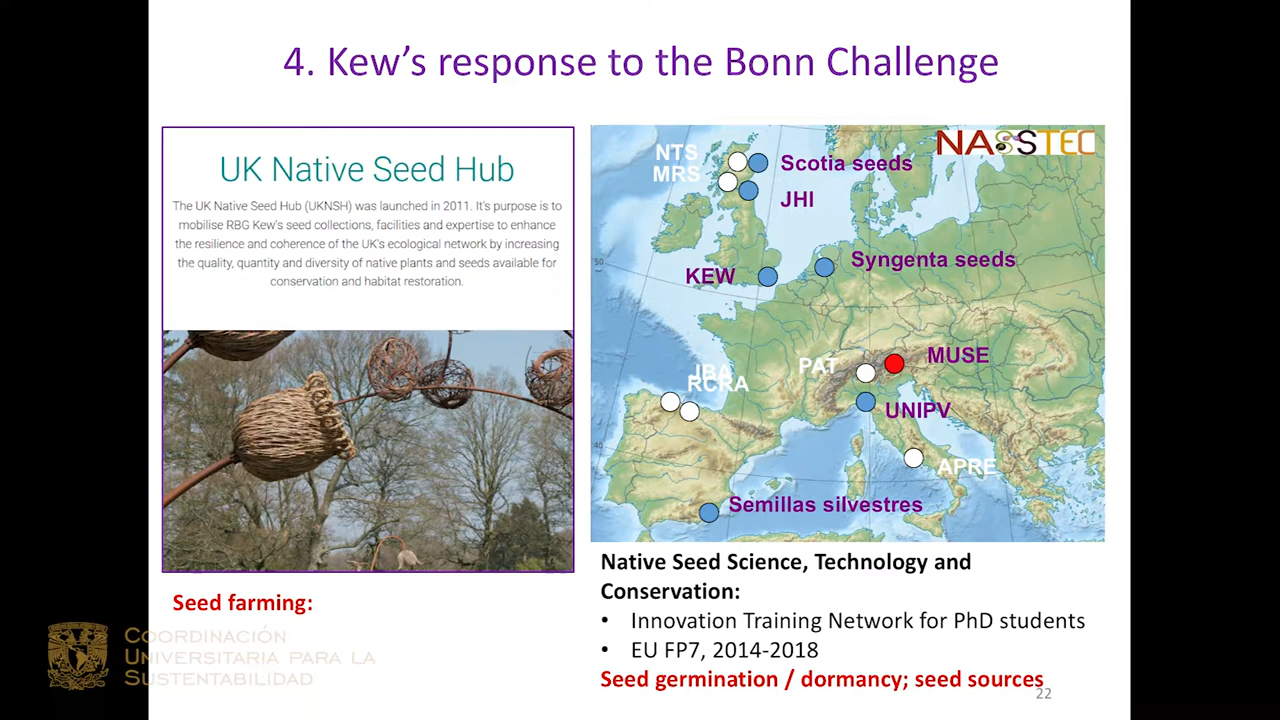 4. Kew's response to the Bonn Challenge
UK Native Seed Hub
The UK Native Seed Hub (UKNSH) was launched in 2011. It's purpose is to
mobilise RBG Kew's seed collections, facilities and expertise to enhance
the resilience and coherence of the UK's ecological network by increasing
the quality, quantity and diversity of native plants and seeds available for
conservation and habitat restoration.
Seed farming:
COORDINACIÓN
UNIVERSITARIA PARA LA
SUSTENTABILIDAD
NASSTEC
NTS
MRS
Scotia seeds
JHI
KEW
Syngenta seeds
50
PAT
MUSE
JBA
RCRA
UNIPV
40
APRE
Semillas silvestres
Native Seed Science, Technology and
Conservation:
• Innovation Training Network for PhD students
• EU FP7, 2014-2018
Seed germination / dormancy; seed sources
22